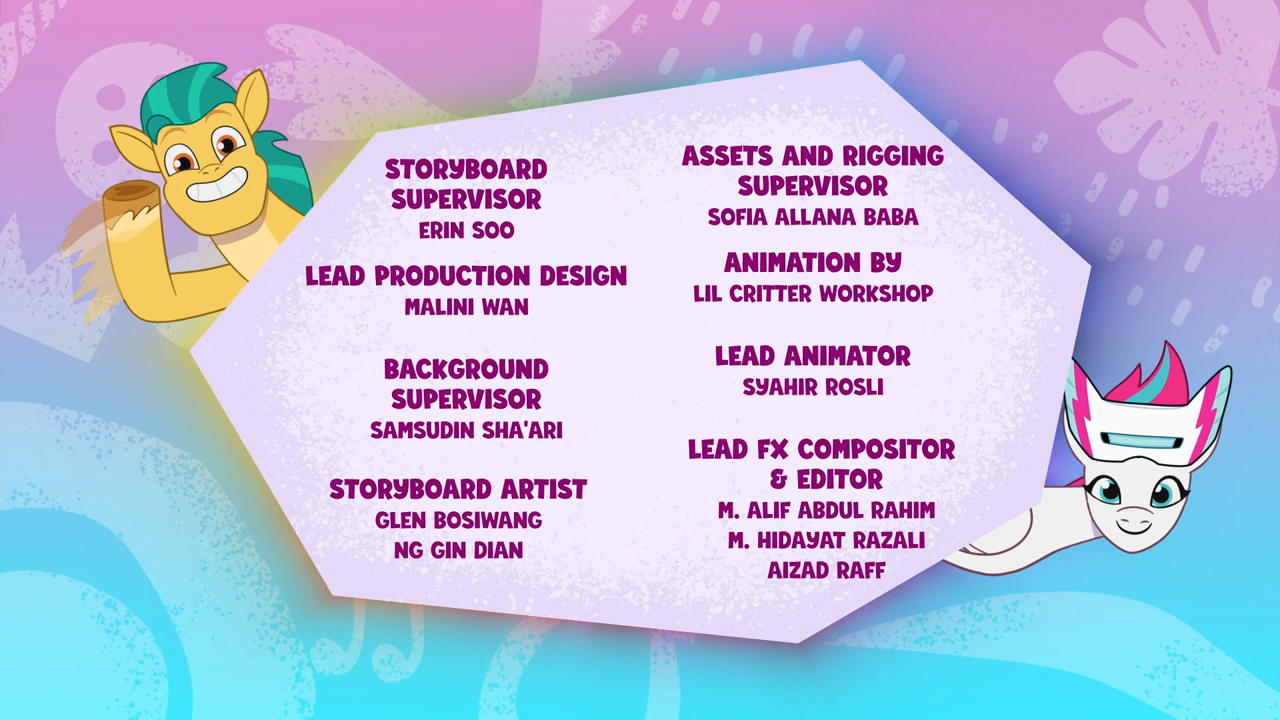 STORYBOARD
SUPERVISOR
ERIN SOO
LEAD PRODUCTION DESIGN
MALINI WAN
BACKGROUND
SUPERVISOR
SAMSUDIN SHA'ARI
STORYBOARD ARTIST
GLEN BOSIWANG
NG GIN DIAN
ASSETS AND RIGGING
SUPERVISOR
SOFIA ALLANA BABA
ANIMATION BY
LIL CRITTER WORKSHOP
LEAD ANIMATOR
SYAHIR ROSLI
LEAD FX COMPOSITOR
& EDITOR
M. ALIF ABDUL RAHIM
M. HIDAYAT RAZALI
AIZAD RAFF